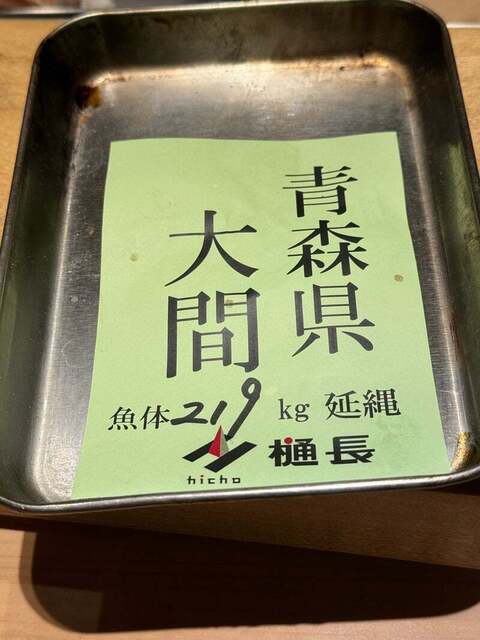 青森県
大間
魚体219kg 延縄
樋長
hicho